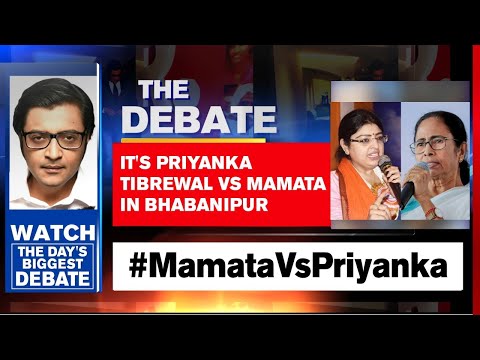 THE
DEBATE
IT'S PRIYANKA
TIBREWAL VS MAMATA
IN BHABANIPUR
WATCH
THE DAY'S
BIGGEST
DEBATE
#MamataVsPriyanka